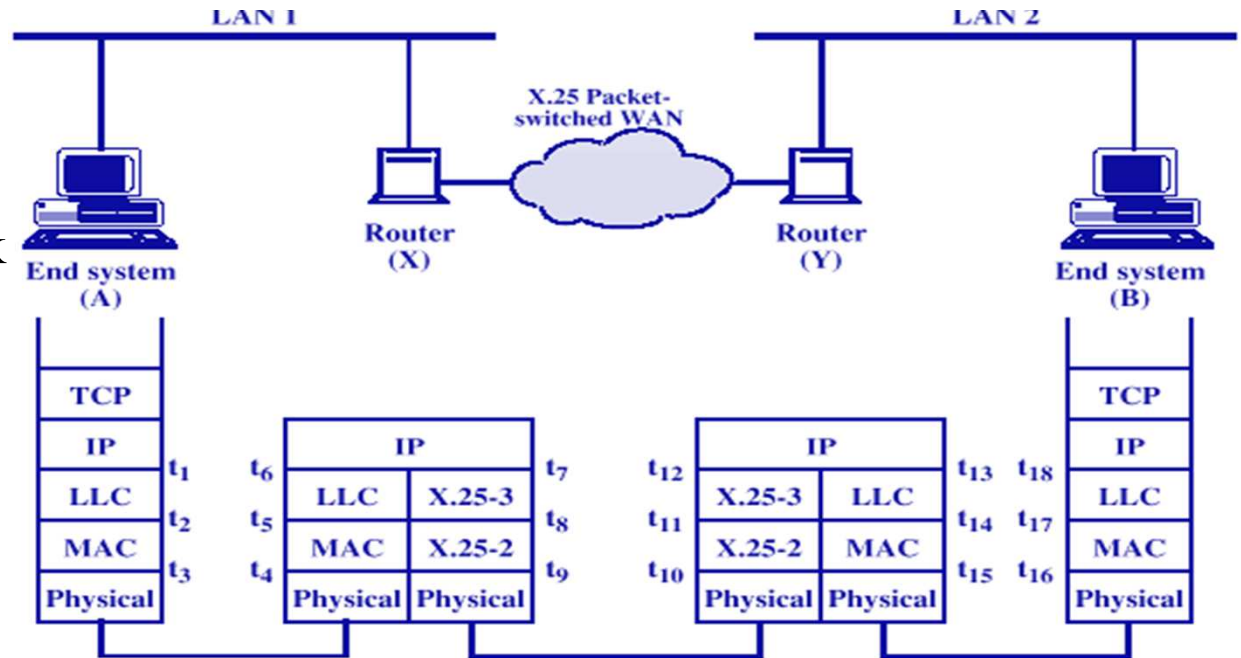 LAN 1
LAN 2
X.25 Packet-
switched WAN
Router
(X)
Router
(Y)
k
End system
(A)
End system
(B)
TCP
TCP
IP
IP
IP
IP
t1
t6
t7
t12
t13
t18
LLC
LLC
X.25-3
X.25-3
LLC
LLC
t2
t5
t8
t11
t14
t17
MAC
MAC
X.25-2
X.25-2
MAC
MAC
t3
t4
t9
t10
t15
t16
Physical
Physical
Physical
Physical
Physical
Physical